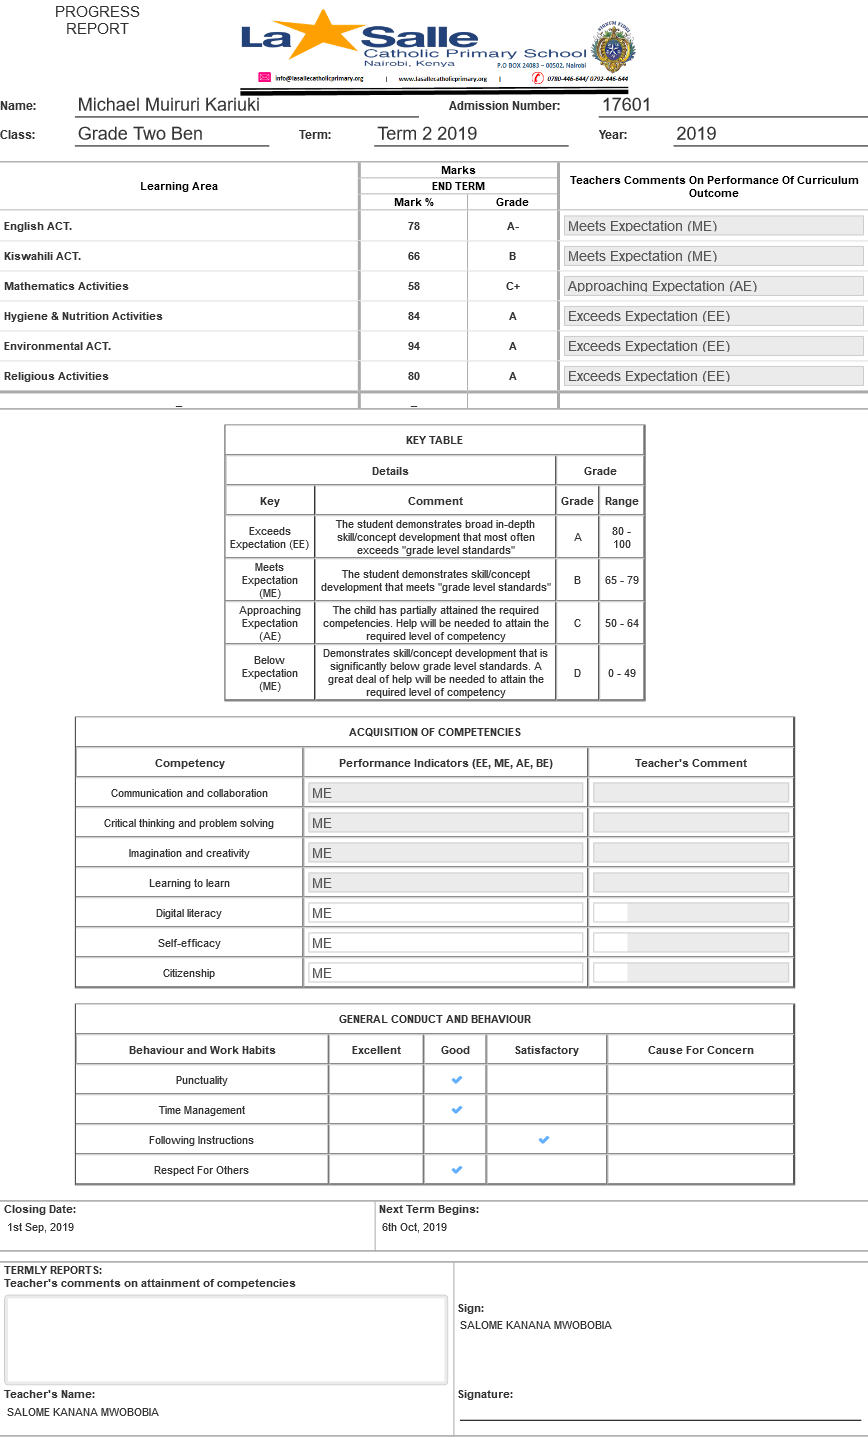 PROGRESS
REPORT
La Salle
Catholic Primary School
Nairobi, Kenya
P.O BOX 24083 – 00502, Nairobi
info@lasallecatholicprimary.org | www.lasallecatholicprimary.org | 0780-446-644/ 0792-446-644
Name: Michael Muiruri Kariuki Admission Number: 17601
Class: Grade Two Ben Term: Term 2 2019 Year: 2019
Learning Area Marks Teachers Comments On Performance Of Curriculum Outcome
END TERM
Mark % Grade
English ACT. 78 A- Meets Expectation (ME)
Kiswahili ACT. 66 B Meets Expectation (ME)
Mathematics Activities 58 C+ Approaching Expectation (AE)
Hygiene & Nutrition Activities 84 A Exceeds Expectation (EE)
Environmental ACT. 94 A Exceeds Expectation (EE)
Religious Activities 80 A Exceeds Expectation (EE)
_ _
KEY TABLE
Details Grade
Key Comment Grade Range
Exceeds Expectation (EE) The student demonstrates broad in-depth skill/concept development that most often exceeds "grade level standards" A 80 - 100
Meets Expectation (ME) The student demonstrates skill/concept development that meets "grade level standards" B 65 - 79
Approaching Expectation (AE) The child has partially attained the required competencies. Help will be needed to attain the required level of competency C 50 - 64
Below Expectation (ME) Demonstrates skill/concept development that is significantly below grade level standards. A great deal of help will be needed to attain the required level of competency D 0 - 49
ACQUISITION OF COMPETENCIES
Competency Performance Indicators (EE, ME, AE, BE) Teacher's Comment
Communication and collaboration ME
Critical thinking and problem solving ME
Imagination and creativity ME
Learning to learn ME
Digital literacy ME
Self-efficacy ME
Citizenship ME
GENERAL CONDUCT AND BEHAVIOUR
Behaviour and Work Habits Excellent Good Satisfactory Cause For Concern
Punctuality
Time Management
Following Instructions
Respect For Others
Closing Date: Next Term Begins:
1st Sep, 2019 6th Oct, 2019
TERMLY REPORTS:
Teacher's comments on attainment of competencies
Sign:
SALOME KANANA MWOBOBIA
Teacher's Name: Signature:
SALOME KANANA MWOBOBIA